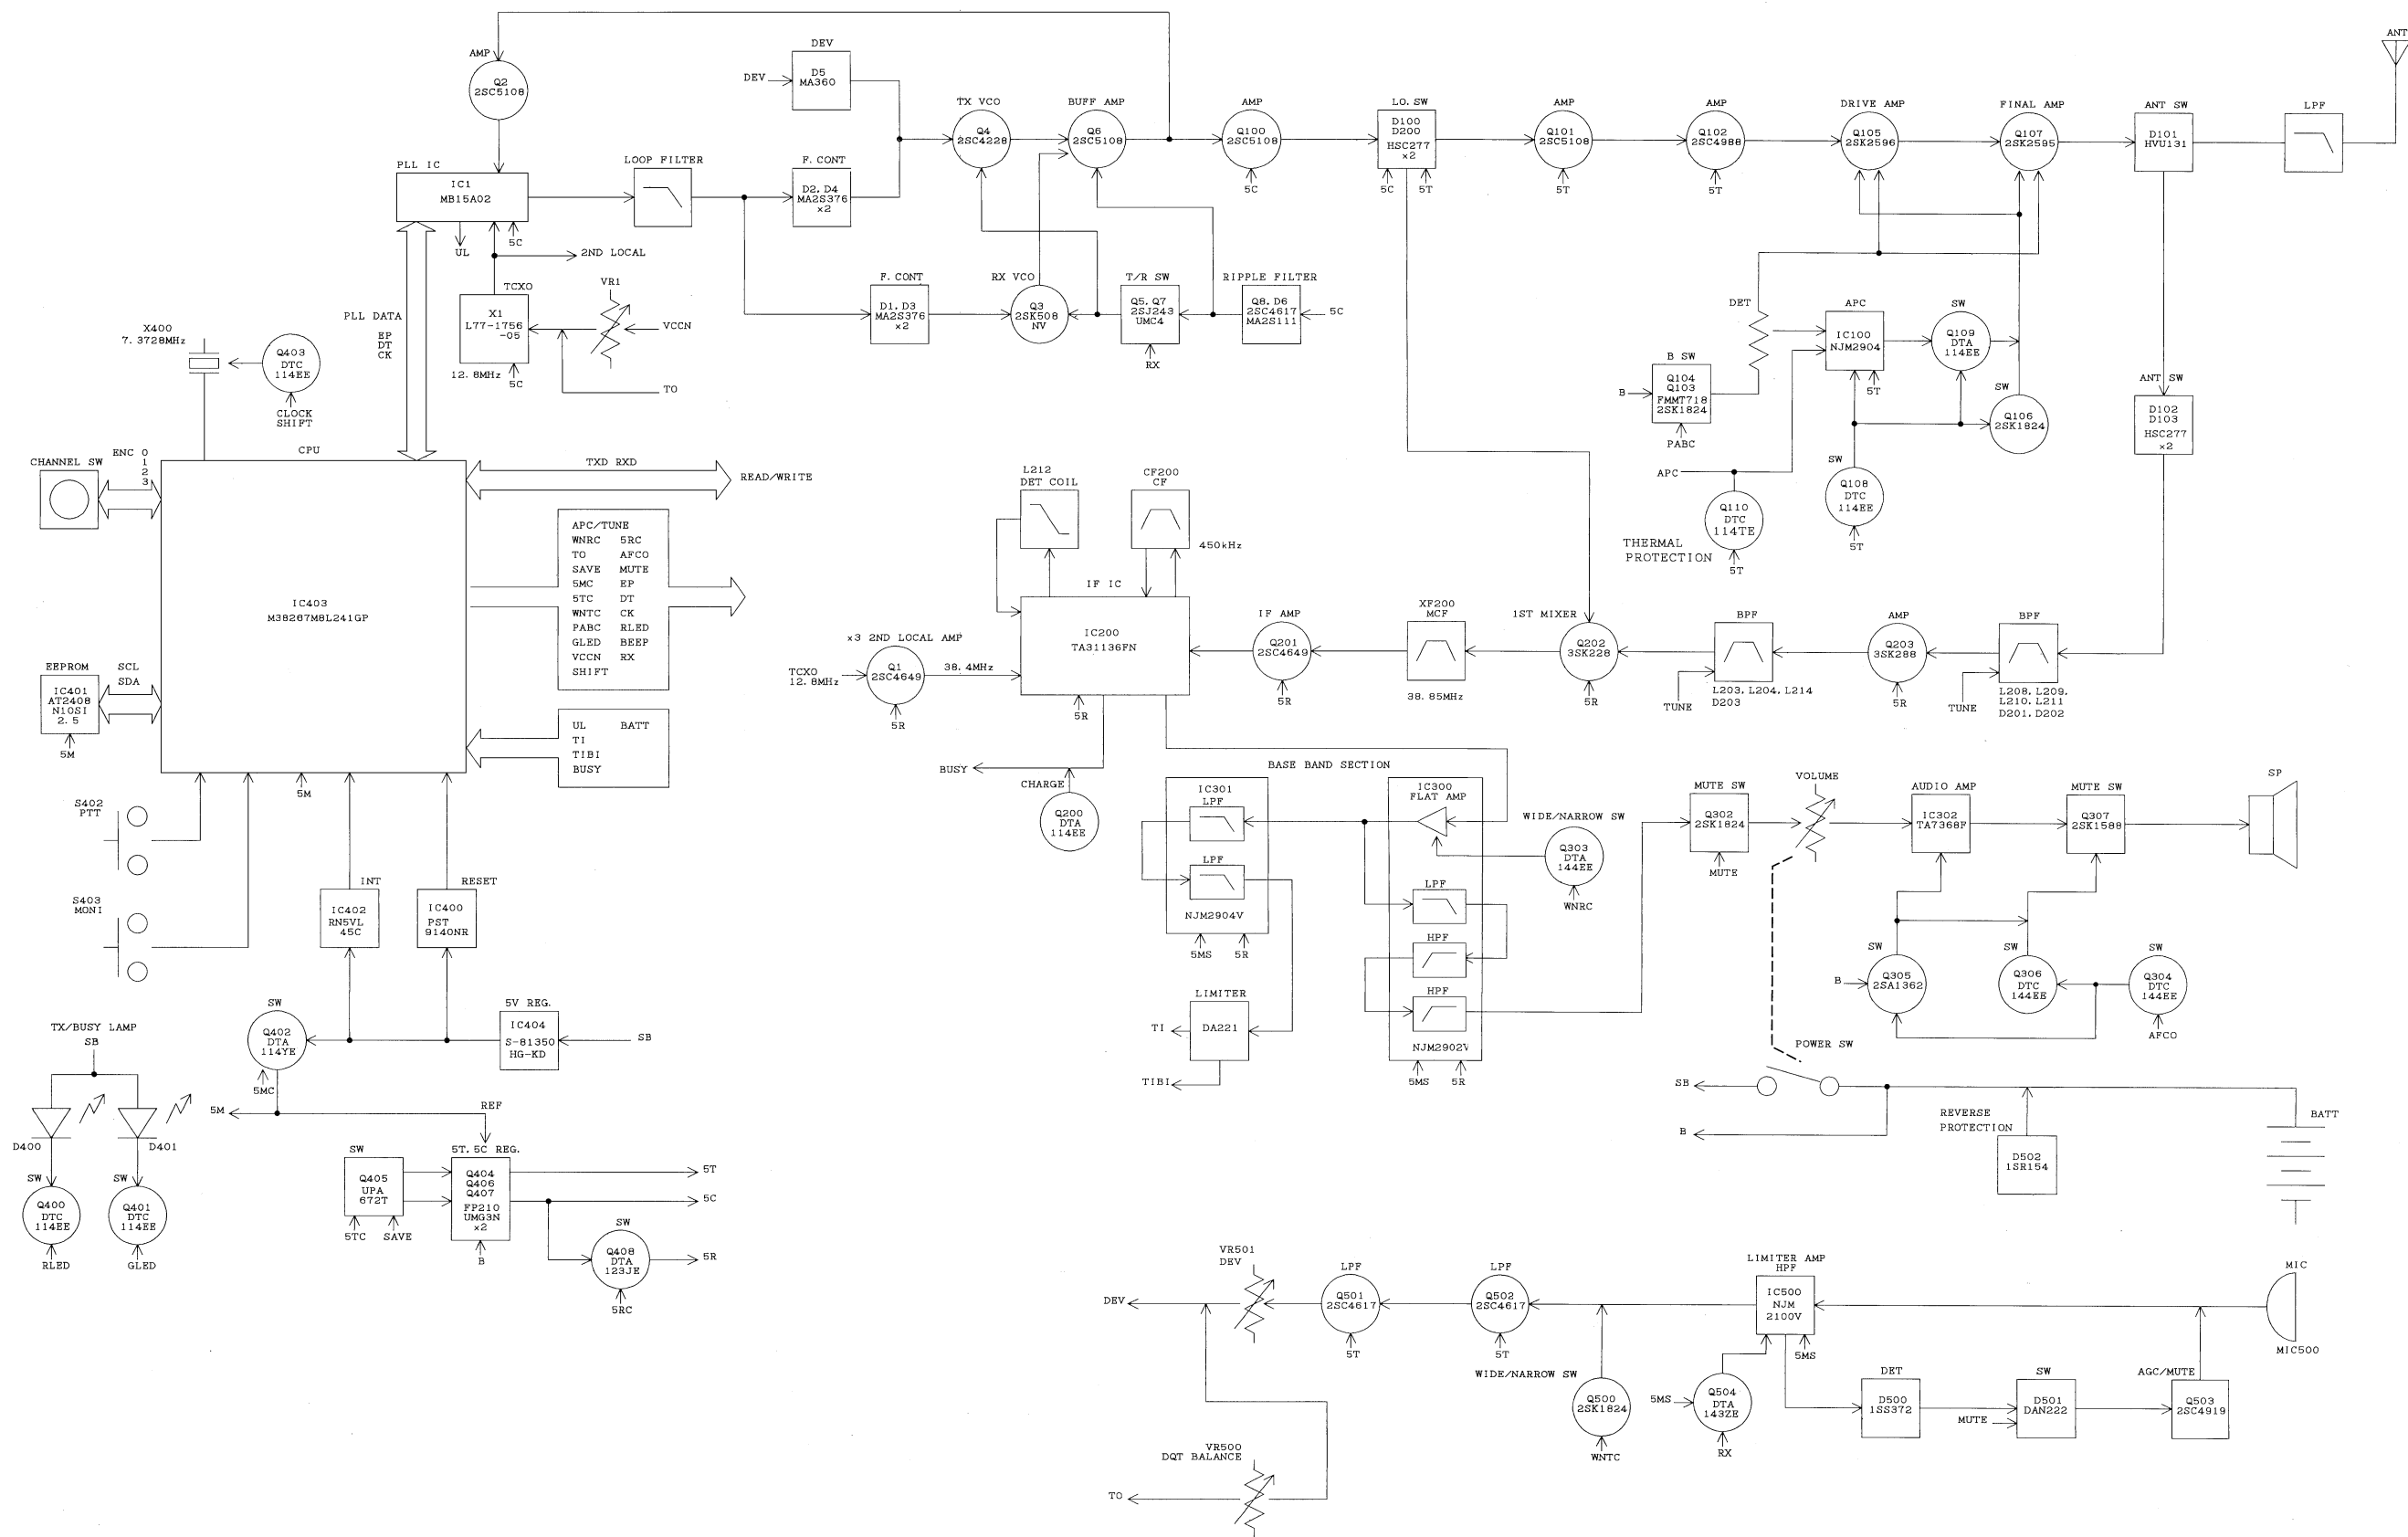 ANT
AMP
Q2
2SC5108
DEV
DEV
D5
MA360
TX VCO
Q4
2SC4228
BUFF AMP
Q6
2SC5108
AMP
Q100
2SC5108
5C
LO. SW
D100
D200
HSC277
×2
5C
5T
AMP
Q101
2SC5108
5T
AMP
Q102
2SC4988
5T
DRIVE AMP
Q105
2SK2596
FINAL AMP
Q107
2SK2595
ANT SW
D101
HVU131
LPF
PLL IC
IC1
MB15A02
UL
5C
LOOP FILTER
F. CONT
D2, D4
MA2S376
×2
2ND LOCAL
TCXO
X1
L77-1756
-05
12.8MHz
5C
VR1
VCCN
TO
F. CONT
D1, D3
MA2S376
×2
RX VCO
Q3
2SK508
NV
T/R SW
Q5, Q7
2SJ243
UMC4
RX
RIPPLE FILTER
Q8, D6
2SC4617
MA2S111
5C
PLL DATA
EP
DT
CK
X400
7.3728MHz
Q403
DTC
114EE
CLOCK
SHIFT
DET
APC
IC100
NJM2904
5T
SW
Q109
DTA
114EE
B SW
Q104
Q103
FMMT718
2SK1824
B
PABC
SW
Q106
2SK1824
ANT SW
D102
D103
HSC277
×2
APC
SW
Q108
DTC
114EE
5T
Q110
DTC
114TE
5T
THERMAL
PROTECTION
CHANNEL SW
ENC 0
1
2
3
CPU
IC403
M38267M8L241GP
TXD RXD
READ/WRITE
APC/TUNE
WNRC 5RC
TO AFCO
SAVE MUTE
5MC EP
5TC DT
WNTC CK
PABC RLED
GLED BEEP
VCCN RX
SHIFT
UL BATT
TI
TIBI
BUSY
EEPROM
IC401
AT2408
N10SI
2.5
5M
SCL
SDA
5M
S402
PTT
S403
MONI
INT
IC402
RN5VL
45C
RESET
IC400
PST
9140NR
L212
DET COIL
CF200
CF
450kHz
IF IC
IC200
TA31136FN
5R
×3 2ND LOCAL AMP
TCXO
12.8MHz
Q1
2SC4649
5R
38.4MHz
IF AMP
Q201
2SC4649
5R
XF200
MCF
38.85MHz
1ST MIXER
Q202
3SK228
5R
BPF
TUNE
L203, L204, L214
D203
AMP
Q203
3SK288
5R
BPF
TUNE
L208, L209,
L210, L211
D201, D202
BUSY
CHARGE
Q200
DTA
114EE
BASE BAND SECTION
IC301
LPF
LPF
NJM2904V
5MS
5R
IC300
FLAT AMP
LPF
HPF
HPF
NJM2902V
5MS
5R
WIDE/NARROW SW
Q303
DTA
144EE
WNRC
LIMITER
DA221
TI
TIBI
MUTE SW
Q302
2SK1824
MUTE
VOLUME
AUDIO AMP
IC302
TA7368F
MUTE SW
Q307
2SK1588
SP
SW
Q305
2SA1362
B
SW
Q306
DTC
144EE
SW
Q304
DTC
144EE
AFCO
POWER SW
SB
B
REVERSE
PROTECTION
D502
1SR154
BATT
TX/BUSY LAMP
SB
D400
D401
SW
Q400
DTC
114EE
RLED
SW
Q401
DTC
114EE
GLED
SW
Q402
DTA
114YE
5MC
5V REG.
IC404
S-81350
HG-KD
SB
5M
REF
SW
Q405
UPA
672T
5TC
SAVE
5T, 5C REG.
Q404
Q406
Q407
FP210
UMG3N
×2
B
5T
5C
SW
Q408
DTA
123JE
5RC
5R
VR501
DEV
DEV
LPF
Q501
2SC4617
5T
LPF
Q502
2SC4617
5T
WIDE/NARROW SW
Q500
2SK1824
WNTC
LIMITER AMP
HPF
IC500
NJM
2100V
5MS
5MS
Q504
DTA
143ZE
RX
DET
D500
1SS372
SW
D501
DAN222
MUTE
AGC/MUTE
Q503
2SC4919
MIC
MIC500
VR500
DQT BALANCE
TO